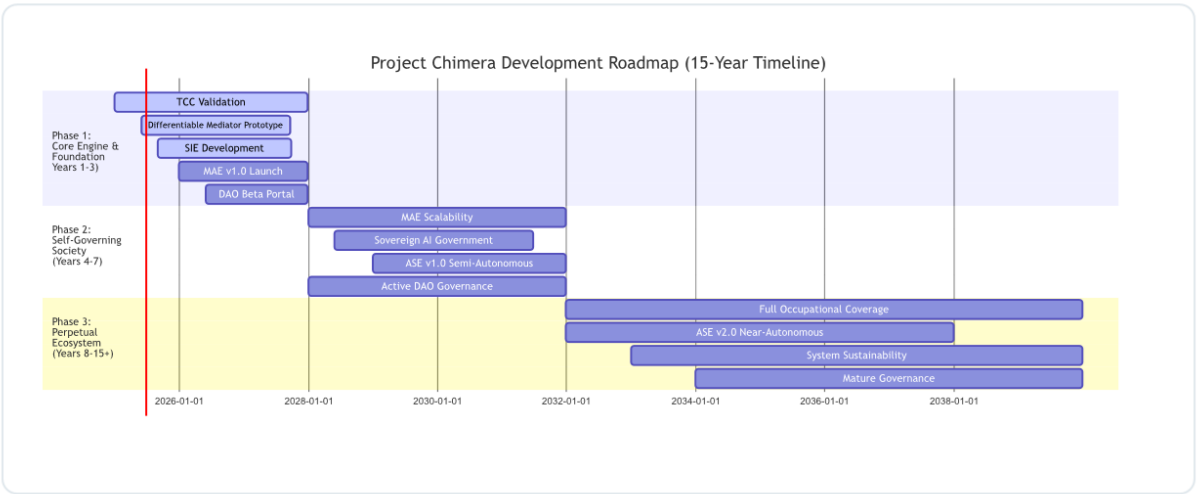 Project Chimera Development Roadmap (15-Year Timeline)
TCC Validation
Differentiable Mediator Prototype
Phase 1:
Core Engine &
Foundation
Years 1-3)
SIE Development
MAE v1.0 Launch
DAO Beta Portal
MAE Scalability
Phase 2:
Self-Governing
Society
(Years 4-7)
Sovereign AI Government
ASE v1.0 Semi-Autonomous
Active DAO Governance
Full Occupational Coverage
Phase 3:
Perpetual
Ecosystem
(Years 8-15+)
ASE v2.0 Near-Autonomous
System Sustainability
Mature Governance
2026-01-01
2028-01-01
2030-01-01
2032-01-01
2034-01-01
2036-01-01
2038-01-01